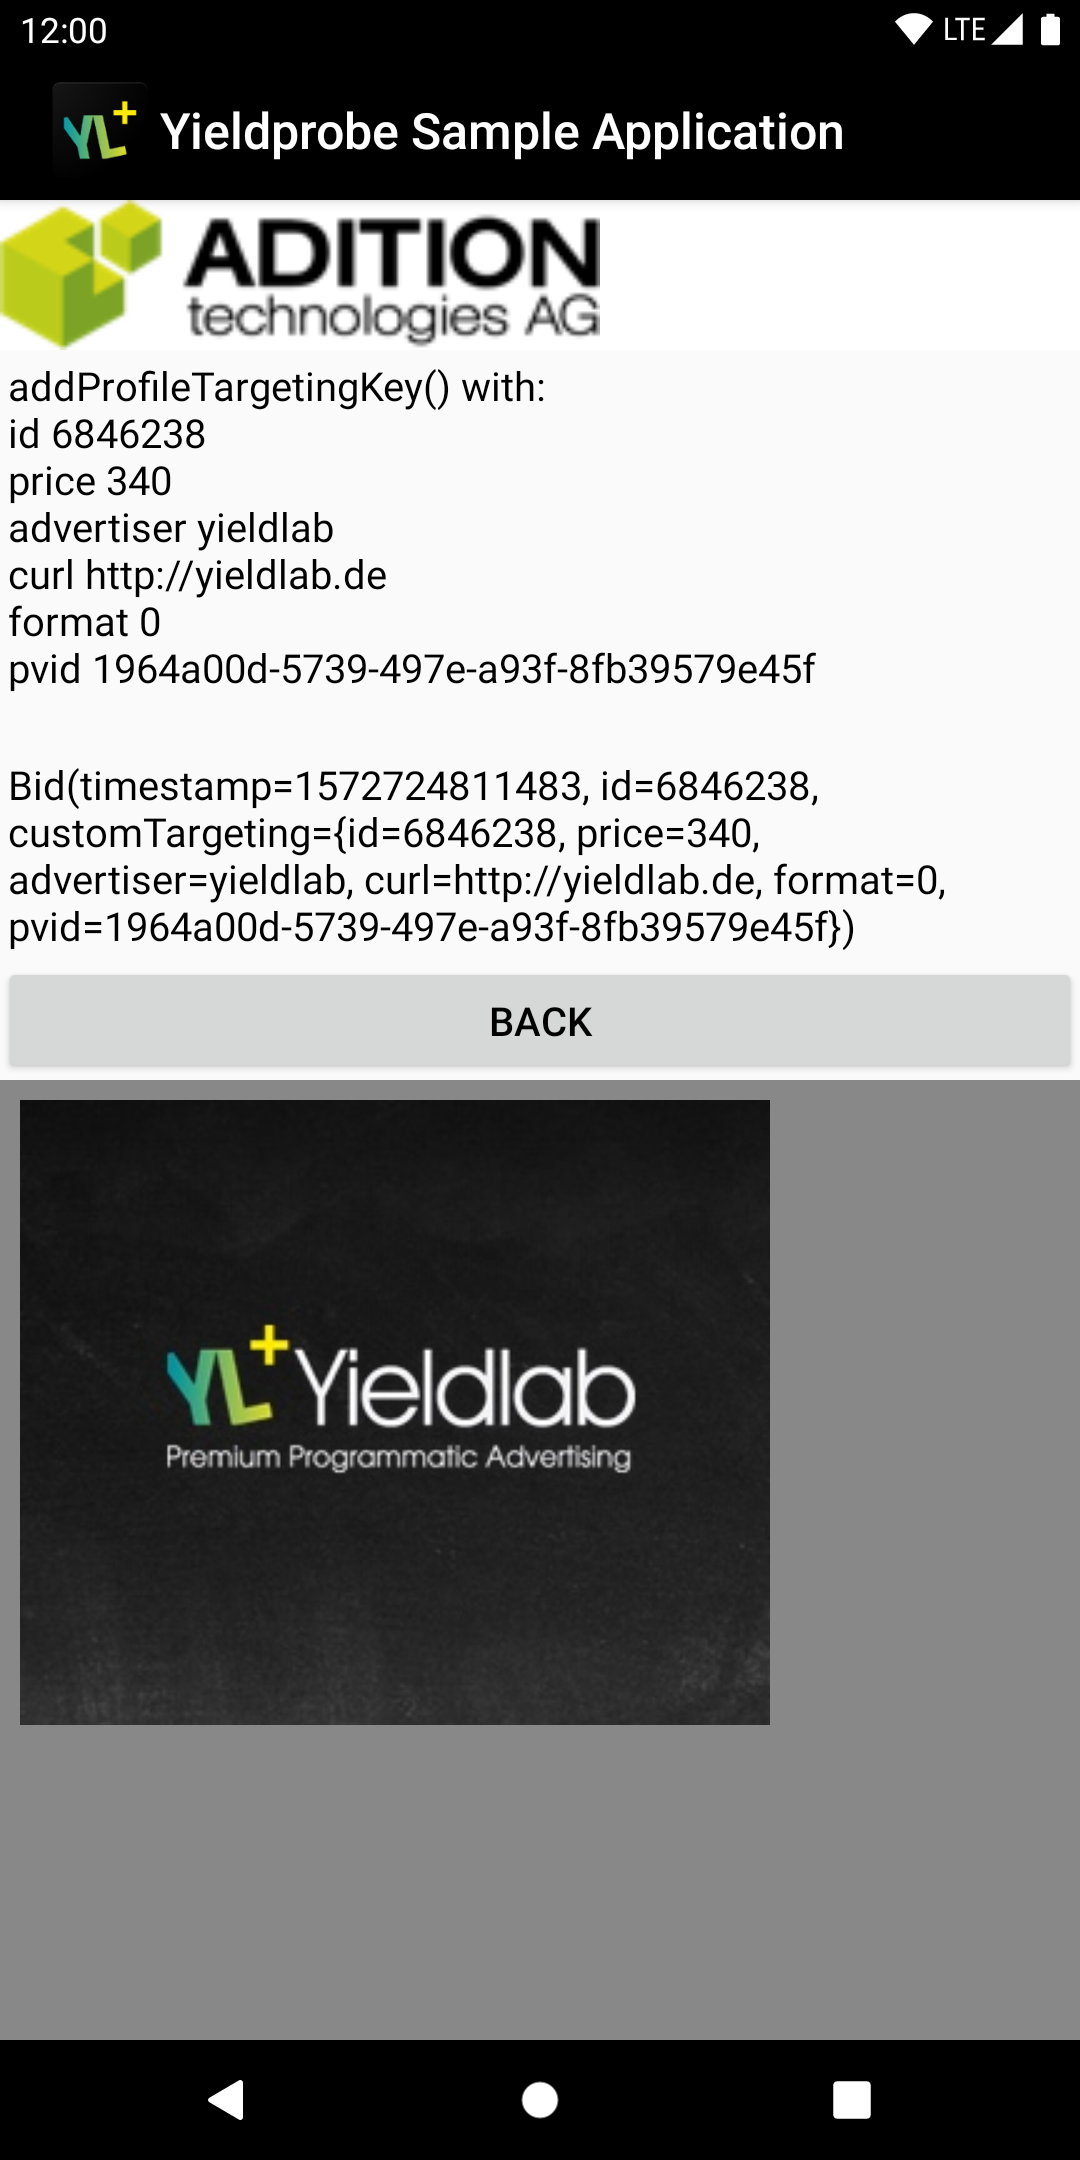 12:00
LTE
YL+
Yieldprobe Sample Application
ADITION
technologies AG
addProfileTargetingKey() with:
id 6846238
price 340
advertiser yieldlab
curl http://yieldlab.de
format 0
pvid 1964a00d-5739-497e-a93f-8fb39579e45f
Bid(timestamp=1572724811483, id=6846238,
customTargeting={id=6846238, price=340,
advertiser=yieldlab, curl=http://yieldlab.de, format=0,
pvid=1964a00d-5739-497e-a93f-8fb39579e45f})
BACK
YL+ Yieldlab
Premium Programmatic Advertising